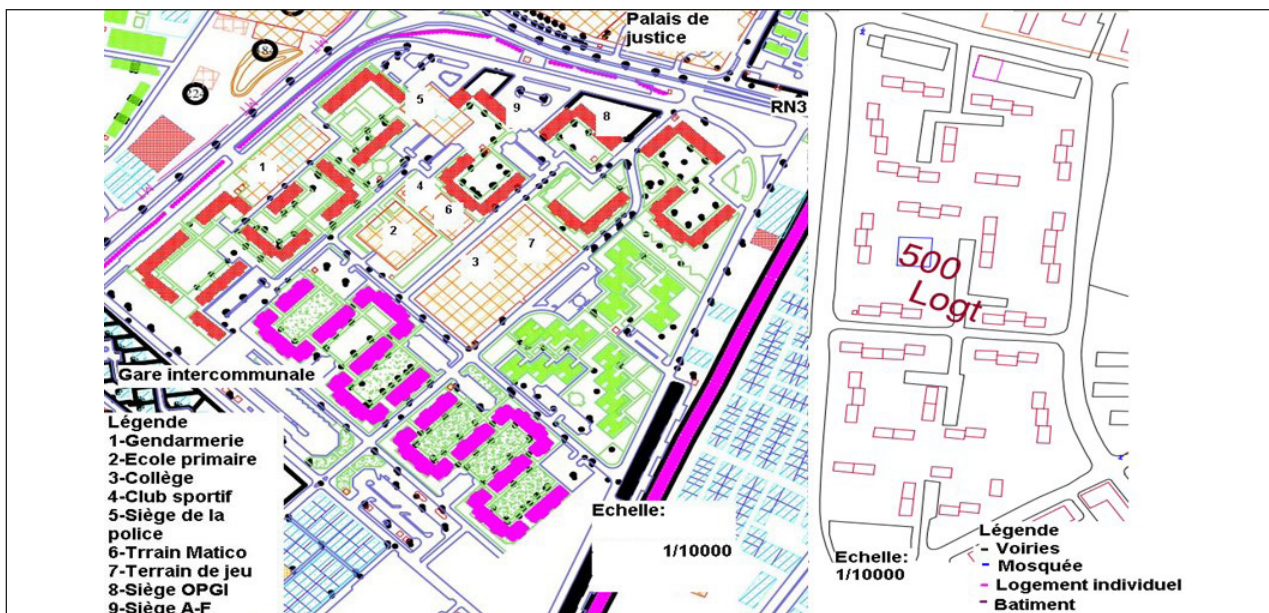 Palais de
justice
RN3
8
22
5
9
8
1
4
6
2
7
3
Gare intercommunale
Légende
1-Gendarmerie
2-Ecole primaire
3-Collège
4-Club sportif
5-Siège de la
police
6-Trrain Matico
7-Terrain de jeu
8-Siège OPGI
9-Siège A-F
Echelle:
1/10000
500
Logt
Echelle:
1/10000
Légende
- Voiries
- Mosquée
- Logement individuel
- Batiment